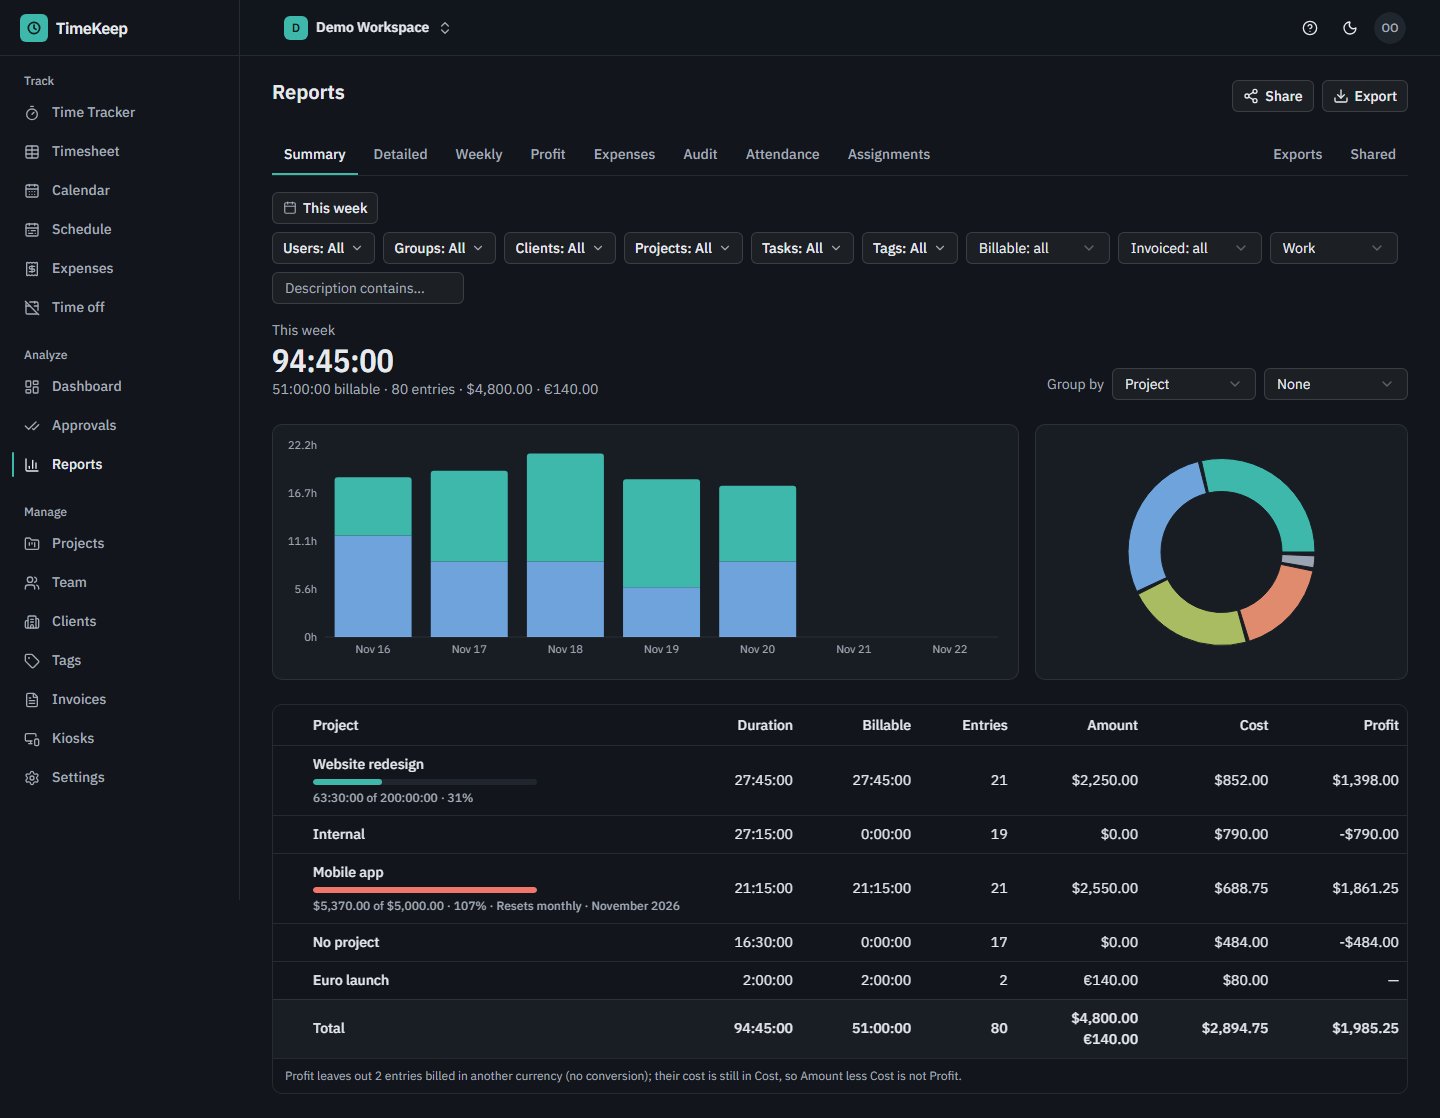 TimeKeep
D Demo Workspace
OO
Track
Time Tracker
Timesheet
Calendar
Schedule
Expenses
Time off
Analyze
Dashboard
Approvals
Reports
Manage
Projects
Team
Clients
Tags
Invoices
Kiosks
Settings
Reports
Share Export
Summary Detailed Weekly Profit Expenses Audit Attendance Assignments Exports Shared
This week
Users: All Groups: All Clients: All Projects: All Tasks: All Tags: All Billable: all Invoiced: all Work
Description contains...
This week
94:45:00
51:00:00 billable · 80 entries · $4,800.00 · €140.00
Group by Project None
22.2h
16.7h
11.1h
5.6h
0h
Nov 16 Nov 17 Nov 18 Nov 19 Nov 20 Nov 21 Nov 22
Project Duration Billable Entries Amount Cost Profit
Website redesign
63:30:00 of 200:00:00 · 31%
27:45:00 27:45:00 21 $2,250.00 $852.00 $1,398.00
Internal 27:15:00 0:00:00 19 $0.00 $790.00 -$790.00
Mobile app
$5,370.00 of $5,000.00 · 107% · Resets monthly · November 2026
21:15:00 21:15:00 21 $2,550.00 $688.75 $1,861.25
No project 16:30:00 0:00:00 17 $0.00 $484.00 -$484.00
Euro launch 2:00:00 2:00:00 2 €140.00 $80.00 —
Total 94:45:00 51:00:00 80 $4,800.00 €140.00 $2,894.75 $1,985.25
Profit leaves out 2 entries billed in another currency (no conversion); their cost is still in Cost, so Amount less Cost is not Profit.